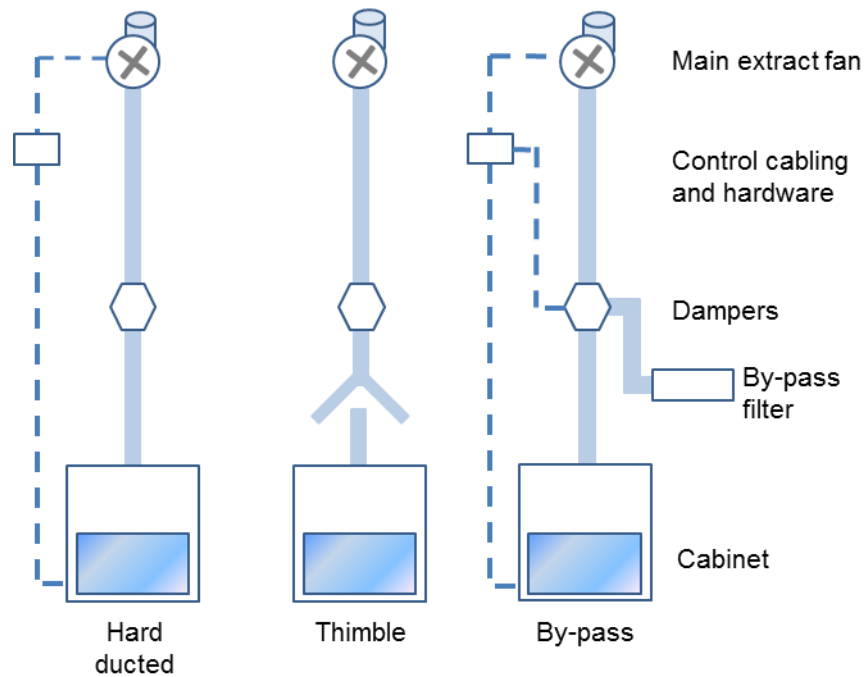 Main extract fan
Control cabling
and hardware
Dampers
By-pass
filter
Cabinet
Hard
ducted
Thimble
By-pass